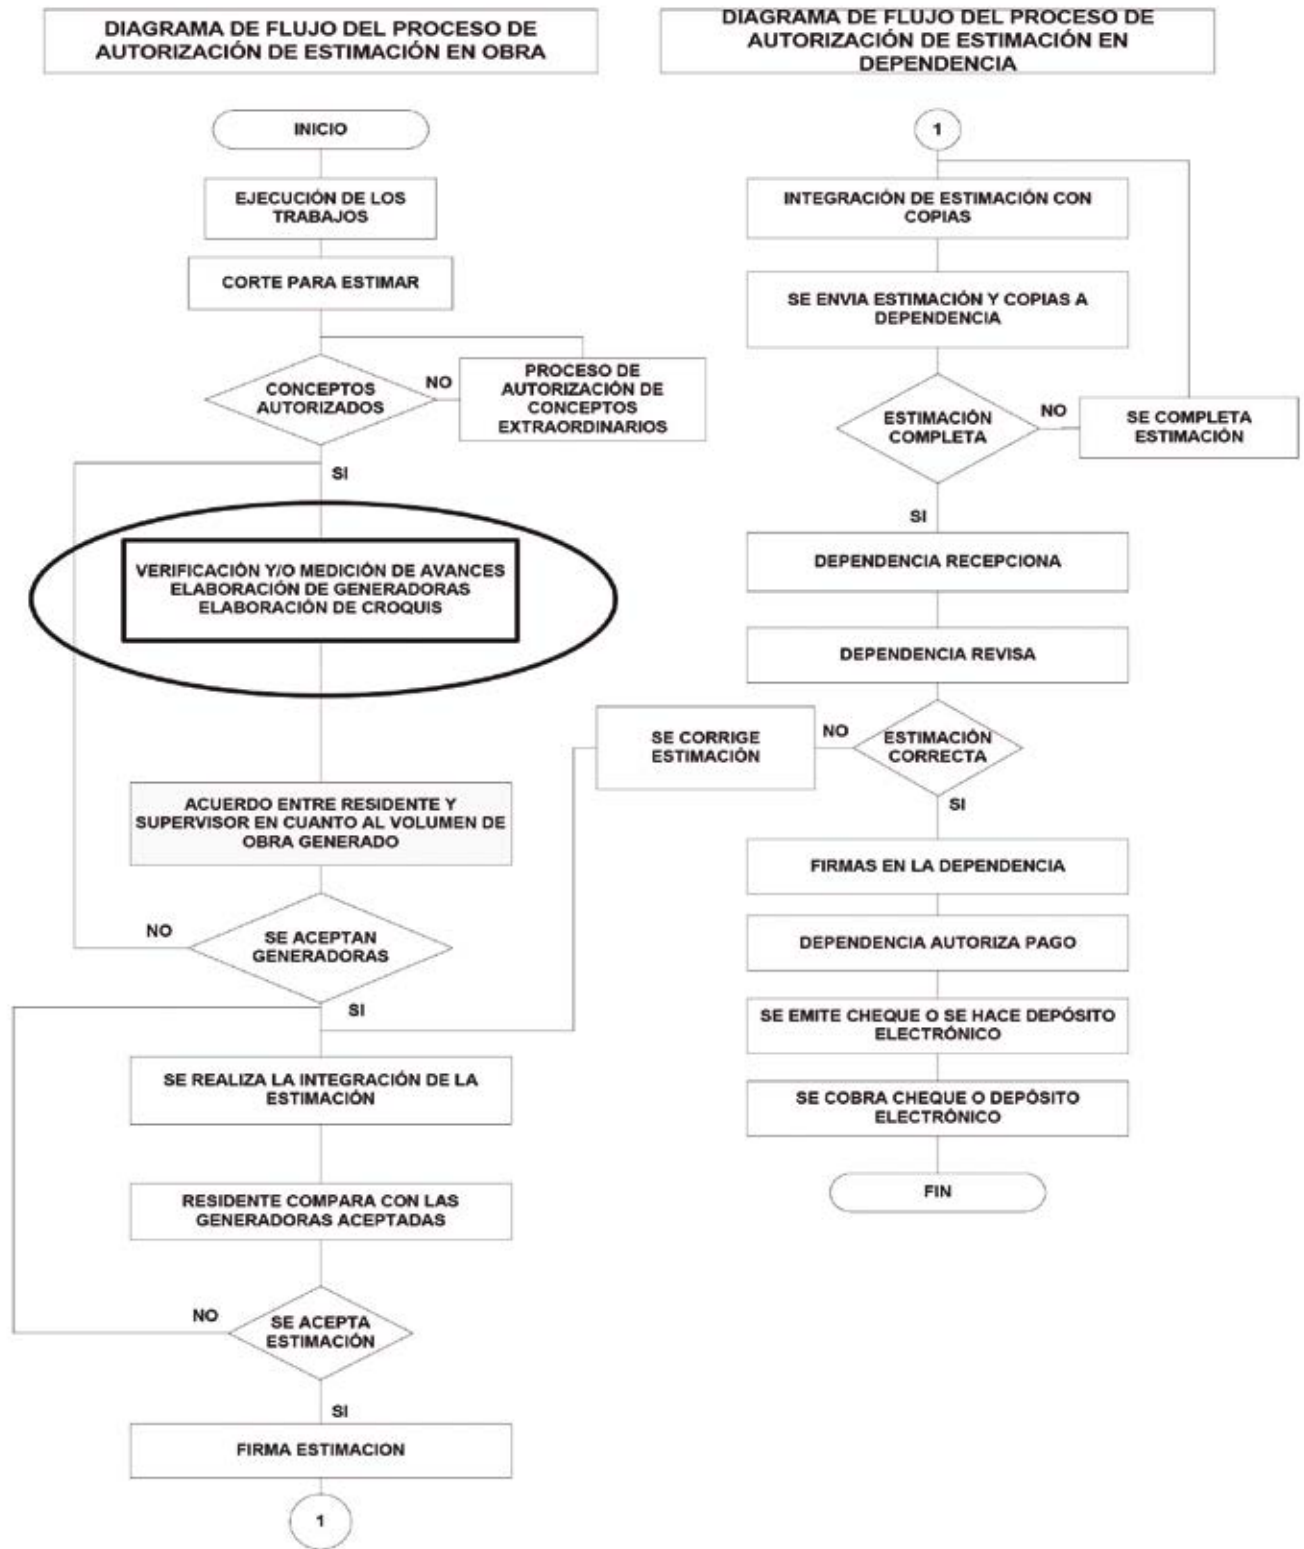 DIAGRAMA DE FLUJO DEL PROCESO DE
AUTORIZACIÓN DE ESTIMACIÓN EN OBRA
INICIO
EJECUCIÓN DE LOS
TRABAJOS
CORTE PARA ESTIMAR
CONCEPTOS
AUTORIZADOS
NO
PROCESO DE
AUTORIZACIÓN DE
CONCEPTOS
EXTRAORDINARIOS
SI
VERIFICACIÓN Y/O MEDICIÓN DE AVANCES
ELABORACIÓN DE GENERADORAS
ELABORACIÓN DE CROQUIS
ACUERDO ENTRE RESIDENTE Y
SUPERVISOR EN CUANTO AL VOLUMEN DE
OBRA GENERADO
NO
SE ACEPTAN
GENERADORAS
SI
SE REALIZA LA INTEGRACIÓN DE LA
ESTIMACIÓN
RESIDENTE COMPARA CON LAS
GENERADORAS ACEPTADAS
NO
SE ACEPTA
ESTIMACIÓN
SI
FIRMA ESTIMACION
1
DIAGRAMA DE FLUJO DEL PROCESO DE
AUTORIZACIÓN DE ESTIMACIÓN EN
DEPENDENCIA
1
INTEGRACIÓN DE ESTIMACIÓN CON
COPIAS
SE ENVIA ESTIMACIÓN Y COPIAS A
DEPENDENCIA
ESTIMACIÓN
COMPLETA
NO
SE COMPLETA
ESTIMACIÓN
SI
DEPENDENCIA RECEPCIONA
DEPENDENCIA REVISA
ESTIMACIÓN
CORRECTA
NO
SE CORRIGE
ESTIMACIÓN
SI
FIRMAS EN LA DEPENDENCIA
DEPENDENCIA AUTORIZA PAGO
SE EMITE CHEQUE O SE HACE DEPÓSITO
ELECTRÓNICO
SE COBRA CHEQUE O DEPÓSITO
ELECTRÓNICO
FIN